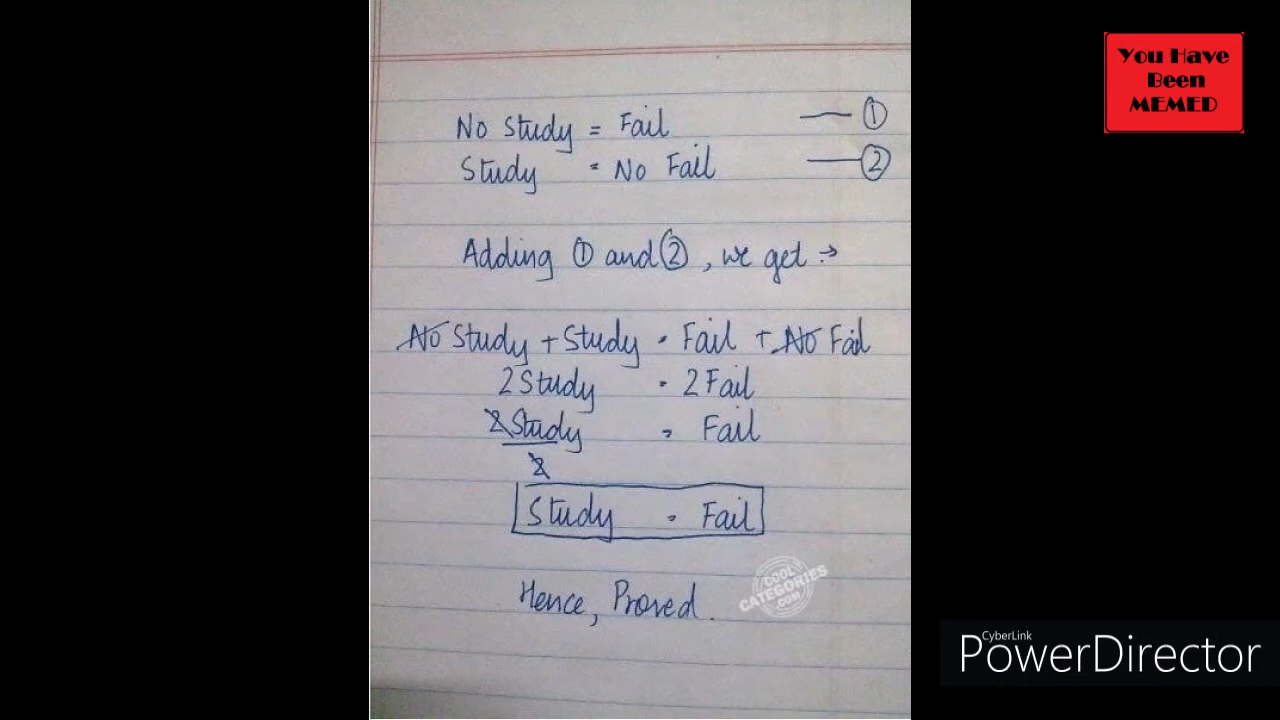 You Have
Been
MEMED
No Study = Fail — ①
Study = No Fail — ②
Adding ① and ②, we get →
No Study + Study = Fail + No Fail
2 Study = 2 Fail
2 Study = Fail
2
Study = Fail
Hence, Proved.
COOL
CATEGORIES
.COM
CyberLink
PowerDirector